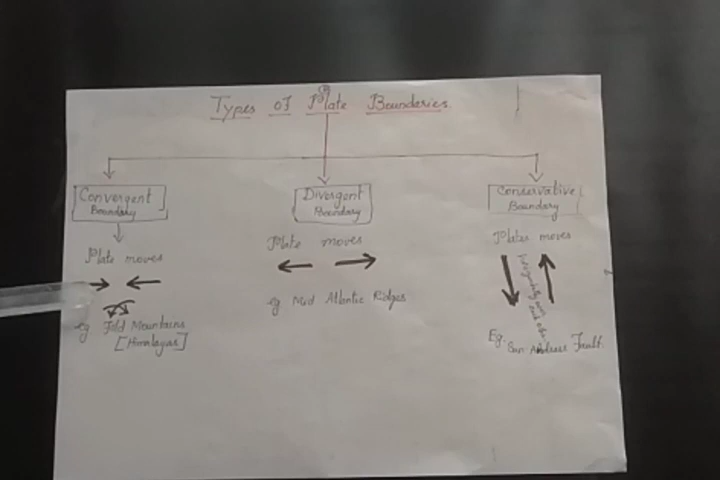 Types of Plate Boundaries
Convergent
Boundary
Divergent
Boundary
Conservative
Boundary
Plate moves
Plate moves
Plates moves
eg Fold Mountains
[Himalayas]
eg Mid Atlantic Ridges
Eg. San Andreas Fault.